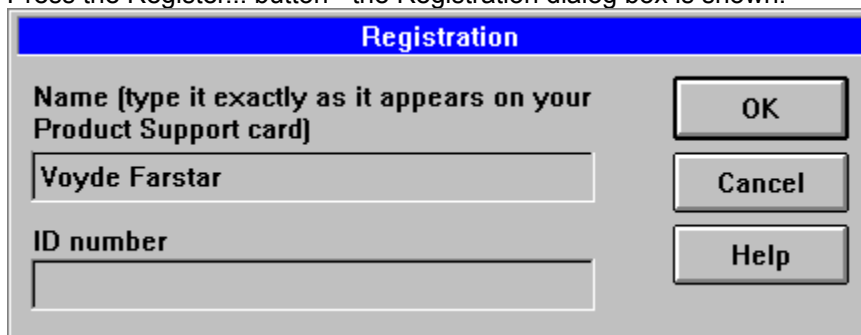 Press the Register... button - the Registration dialog box is shown.
Registration
Name (type it exactly as it appears on your
Product Support card)
Voyde Farstar
ID number
OK
Cancel
Help